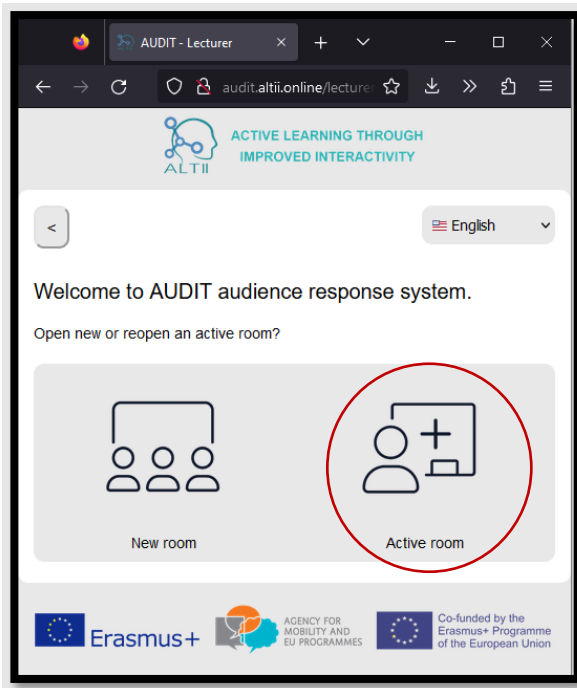 AUDIT - Lecturer
audit.altii.online/lecture
ALTII
ACTIVE LEARNING THROUGH
IMPROVED INTERACTIVITY
<
English
Welcome to AUDIT audience response system.
Open new or reopen an active room?
New room
Active room
Erasmus+
AGENCY FOR
MOBILITY AND
EU PROGRAMMES
Co-funded by the
Erasmus+ Programme
of the European Union